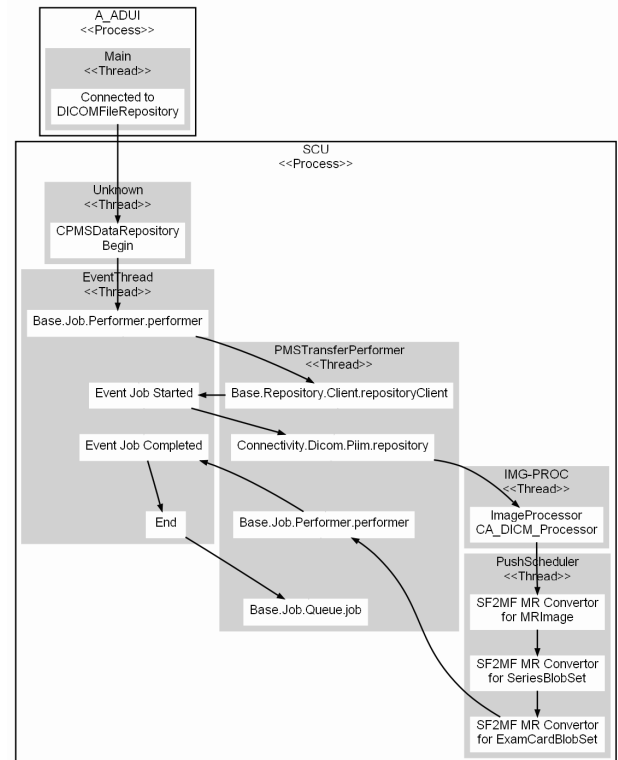 A_ADUI
<<Process>>
Main
<<Thread>>
Connected to
DICOMFileRepository
SCU
<<Process>>
Unknown
<<Thread>>
CPMSDataRepository
Begin
EventThread
<<Thread>>
Base.Job.Performer.performer
PMSTransferPerformer
<<Thread>>
Event Job Started
Base.Repository.Client.repositoryClient
Event Job Completed
Connectivity.Dicom.Piim.repository
IMG-PROC
<<Thread>>
ImageProcessor
CA_DICM_Processor
End
Base.Job.Performer.performer
PushScheduler
<<Thread>>
SF2MF MR Convertor
for MRImage
Base.Job.Queue.job
SF2MF MR Convertor
for SeriesBlobSet
SF2MF MR Convertor
for ExamCardBlobSet